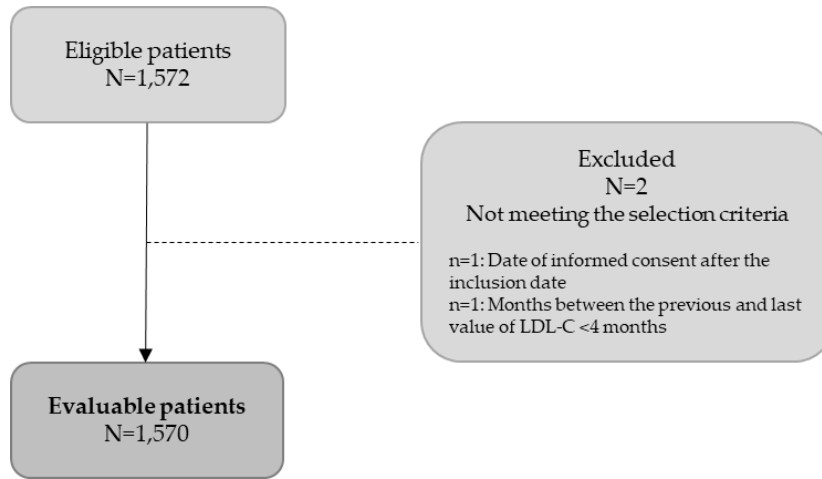 Eligible patients
N=1,572
Excluded
N=2
Not meeting the selection criteria
n=1: Date of informed consent after the
inclusion date
n=1: Months between the previous and last
value of LDL-C <4 months
Evaluable patients
N=1,570